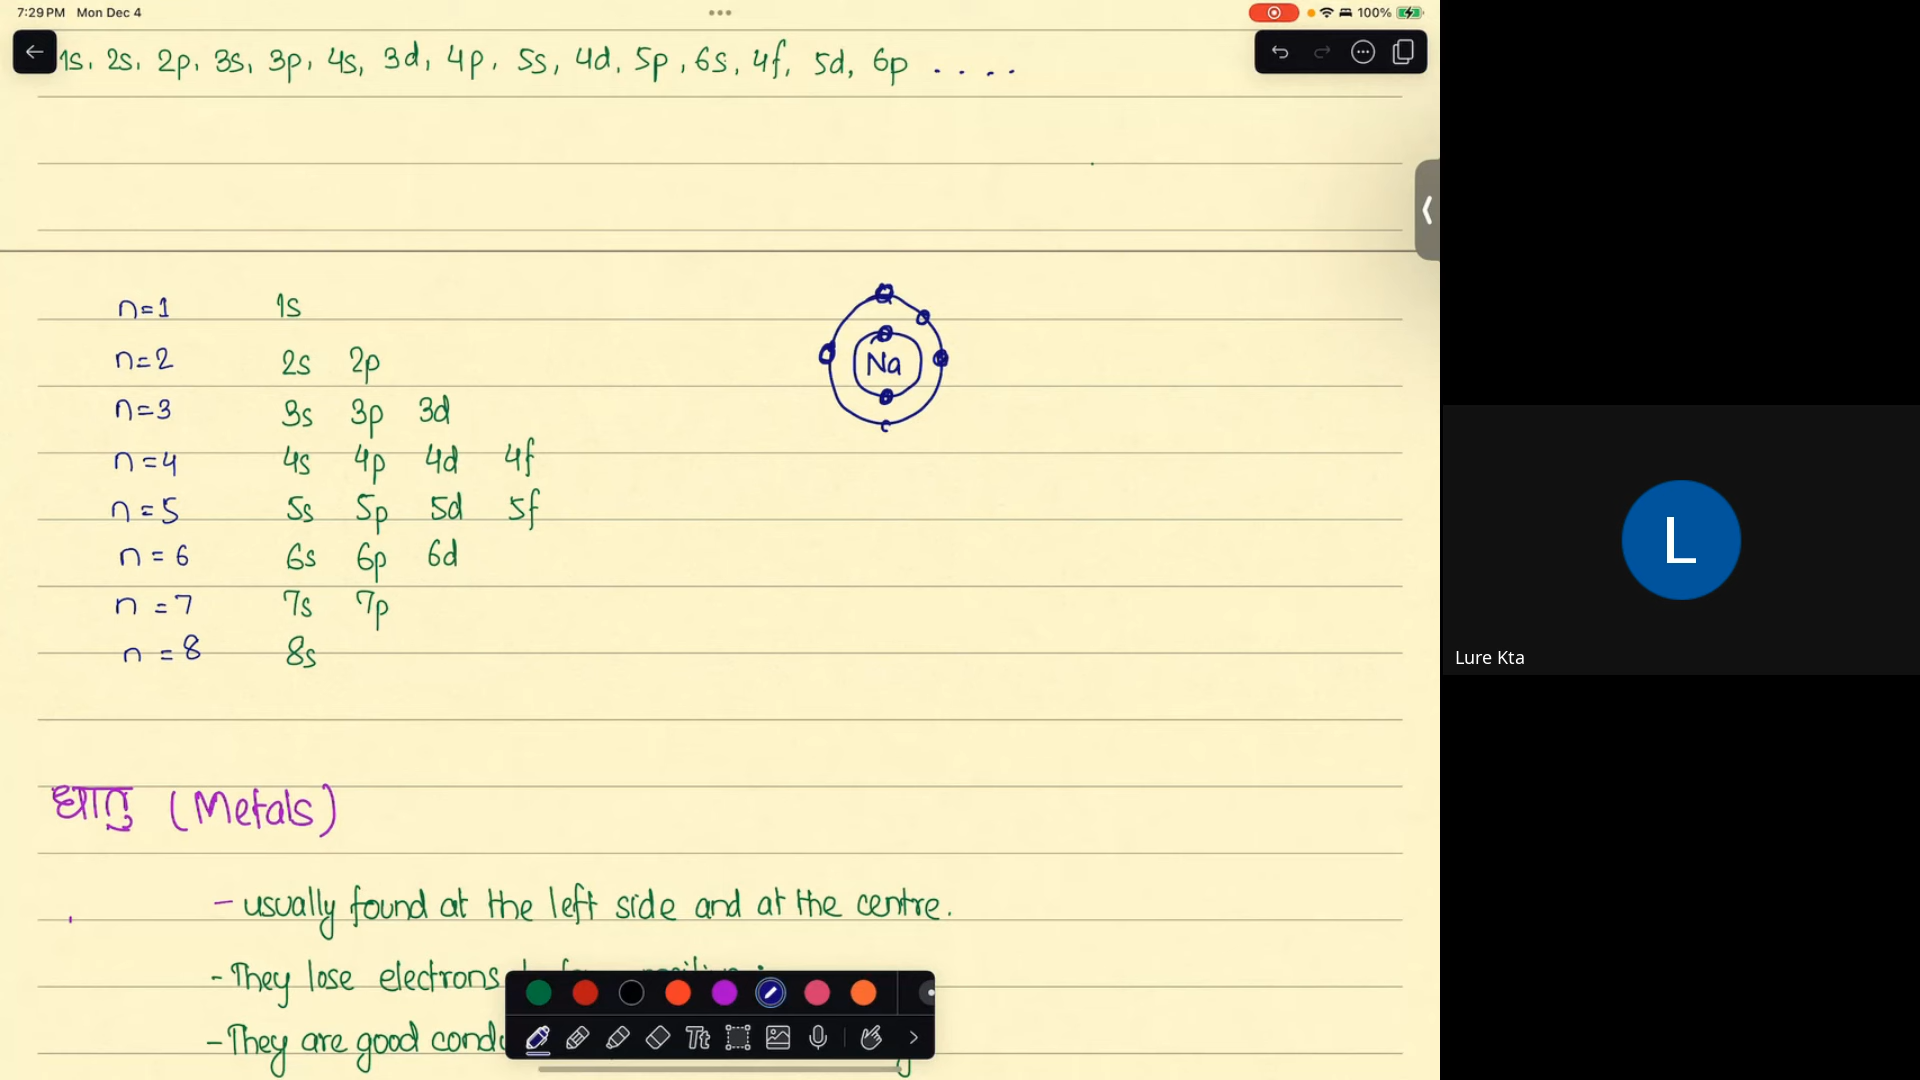 7:29 PM Mon Dec 4
100%
1s, 2s, 2p, 3s, 3p, 4s, 3d, 4p, 5s, 4d, 5p, 6s, 4f, 5d, 6p ....
n=1 1s
n=2 2s 2p
n=3 3s 3p 3d
n=4 4s 4p 4d 4f
n=5 5s 5p 5d 5f
n=6 6s 6p 6d
n=7 7s 7p
n=8 8s
Na
धातु (Metals)
- usually found at the left side and at the centre.
- They lose electrons
- They are good
Tt
L
Lure Kta